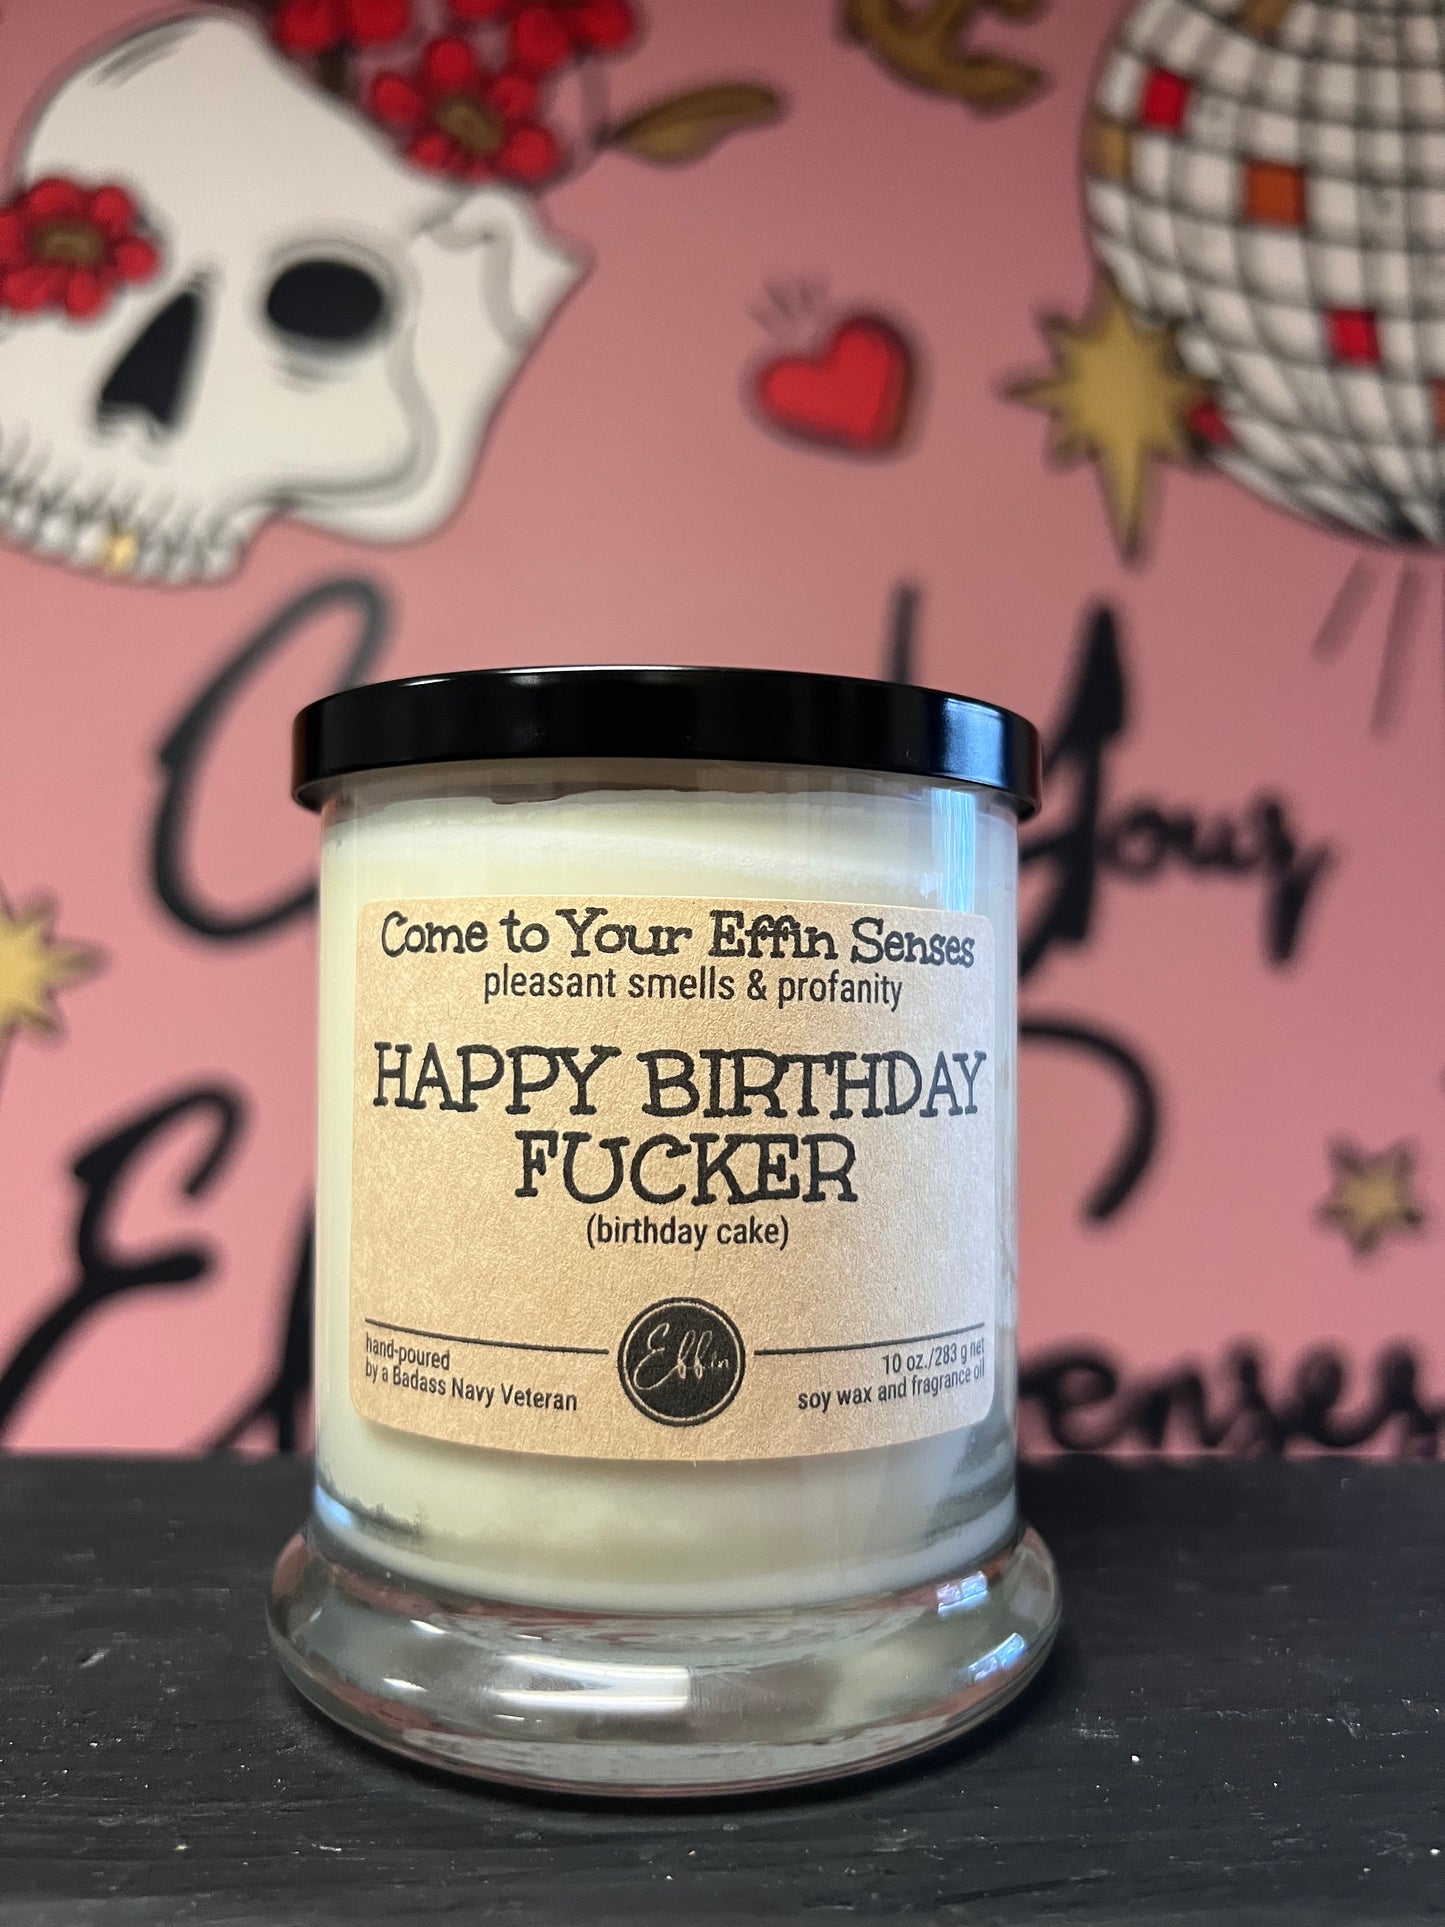 Come to Your Effin Senses
pleasant smells & profanity
HAPPY BIRTHDAY
FUCKER
(birthday cake)
hand-poured
by a Badass Navy Veteran
Effin
10 oz./283 g net
soy wax and fragrance oil
Your